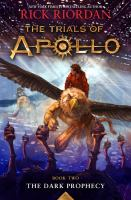 #1 NEW YORK TIMES BEST-SELLING AUTHOR
RICK RIORDAN
THE TRIALS OF
APOLLO
BOOK TWO
THE DARK PROPHECY